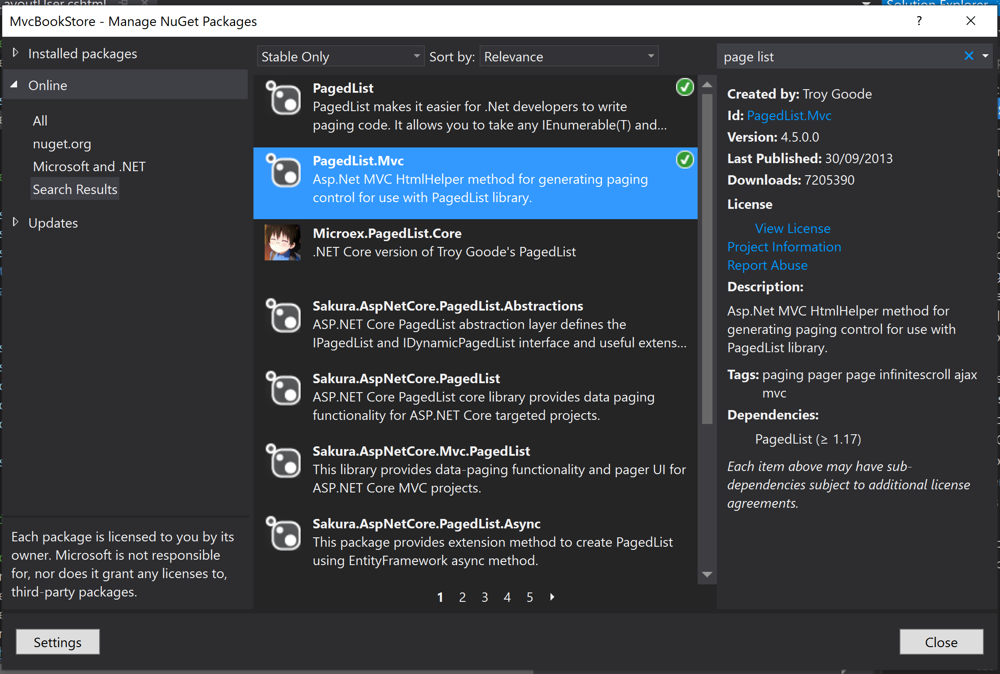 MvcBookStore - Manage NuGet Packages
?
Installed packages
Online
All
nuget.org
Microsoft and .NET
Search Results
Updates
Each package is licensed to you by its
owner. Microsoft is not responsible
for, nor does it grant any licenses to,
third-party packages.
Stable Only
Sort by: Relevance
PagedList
PagedList makes it easier for .Net developers to write
paging code. It allows you to take any IEnumerable(T) and...
PagedList.Mvc
Asp.Net MVC HtmlHelper method for generating paging
control for use with PagedList library.
Microex.PagedList.Core
.NET Core version of Troy Goode's PagedList
Sakura.AspNetCore.PagedList.Abstractions
ASP.NET Core PagedList abstraction layer defines the
IPagedList and IDynamicPagedList interface and useful extens...
Sakura.AspNetCore.PagedList
ASP.NET Core PagedList core library provides data paging
functionality for ASP.NET Core targeted projects.
Sakura.AspNetCore.Mvc.PagedList
This library provides data-paging functionality and pager UI for
ASP.NET Core MVC projects.
Sakura.AspNetCore.PagedList.Async
This package provides extension method to create PagedList
using EntityFramework async method.
1 2 3 4 5
page list
Created by: Troy Goode
Id: PagedList.Mvc
Version: 4.5.0.0
Last Published: 30/09/2013
Downloads: 7205390
License
View License
Project Information
Report Abuse
Description:
Asp.Net MVC HtmlHelper method for
generating paging control for use with
PagedList library.
Tags: paging pager page infinitescroll ajax
mvc
Dependencies:
PagedList (≥ 1.17)
Each item above may have sub-
dependencies subject to additional license
agreements.
Settings
Close